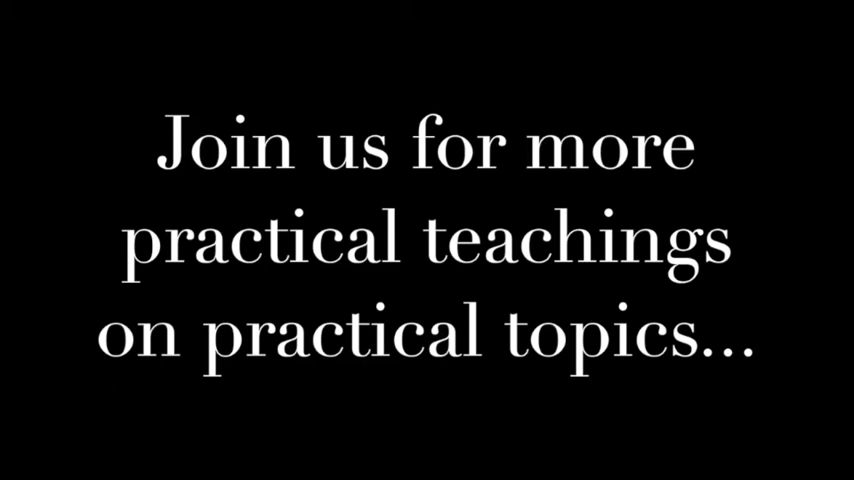 Join us for more
practical teachings
on practical topics...